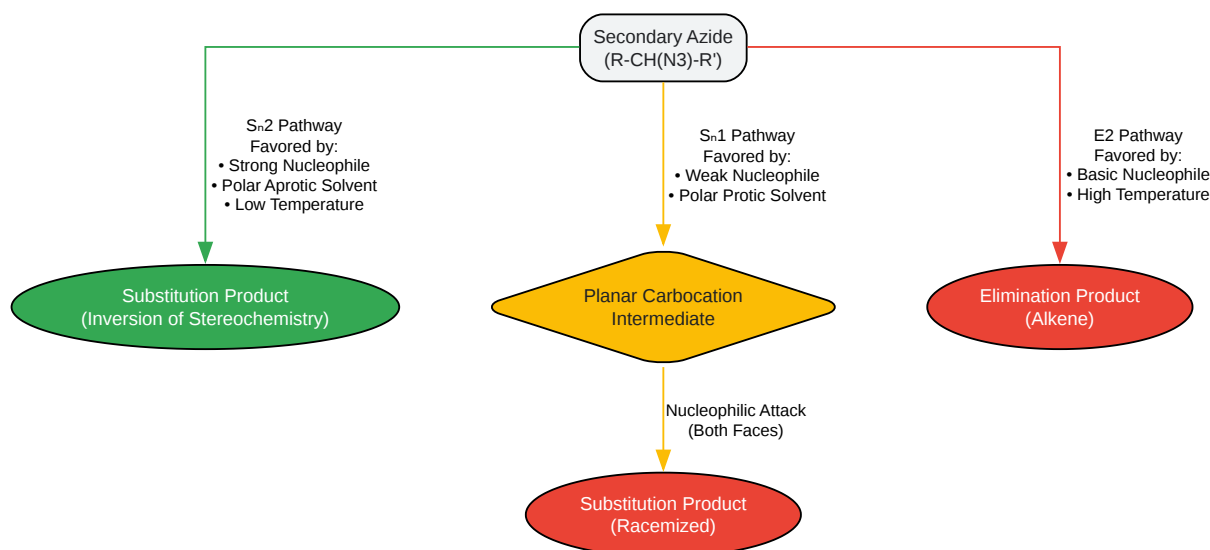 Secondary Azide
(R-CH(N3)-R')
Sₙ2 Pathway
Favored by:
• Strong Nucleophile
• Polar Aprotic Solvent
• Low Temperature
Sₙ1 Pathway
Favored by:
• Weak Nucleophile
• Polar Protic Solvent
E2 Pathway
Favored by:
• Basic Nucleophile
• High Temperature
Substitution Product
(Inversion of Stereochemistry)
Planar Carbocation
Intermediate
Elimination Product
(Alkene)
Nucleophilic Attack
(Both Faces)
Substitution Product
(Racemized)